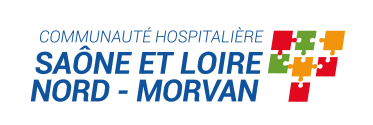 COMMUNAUTÉ HOSPITALIÈRE
SAÔNE ET LOIRE
NORD - MORVAN